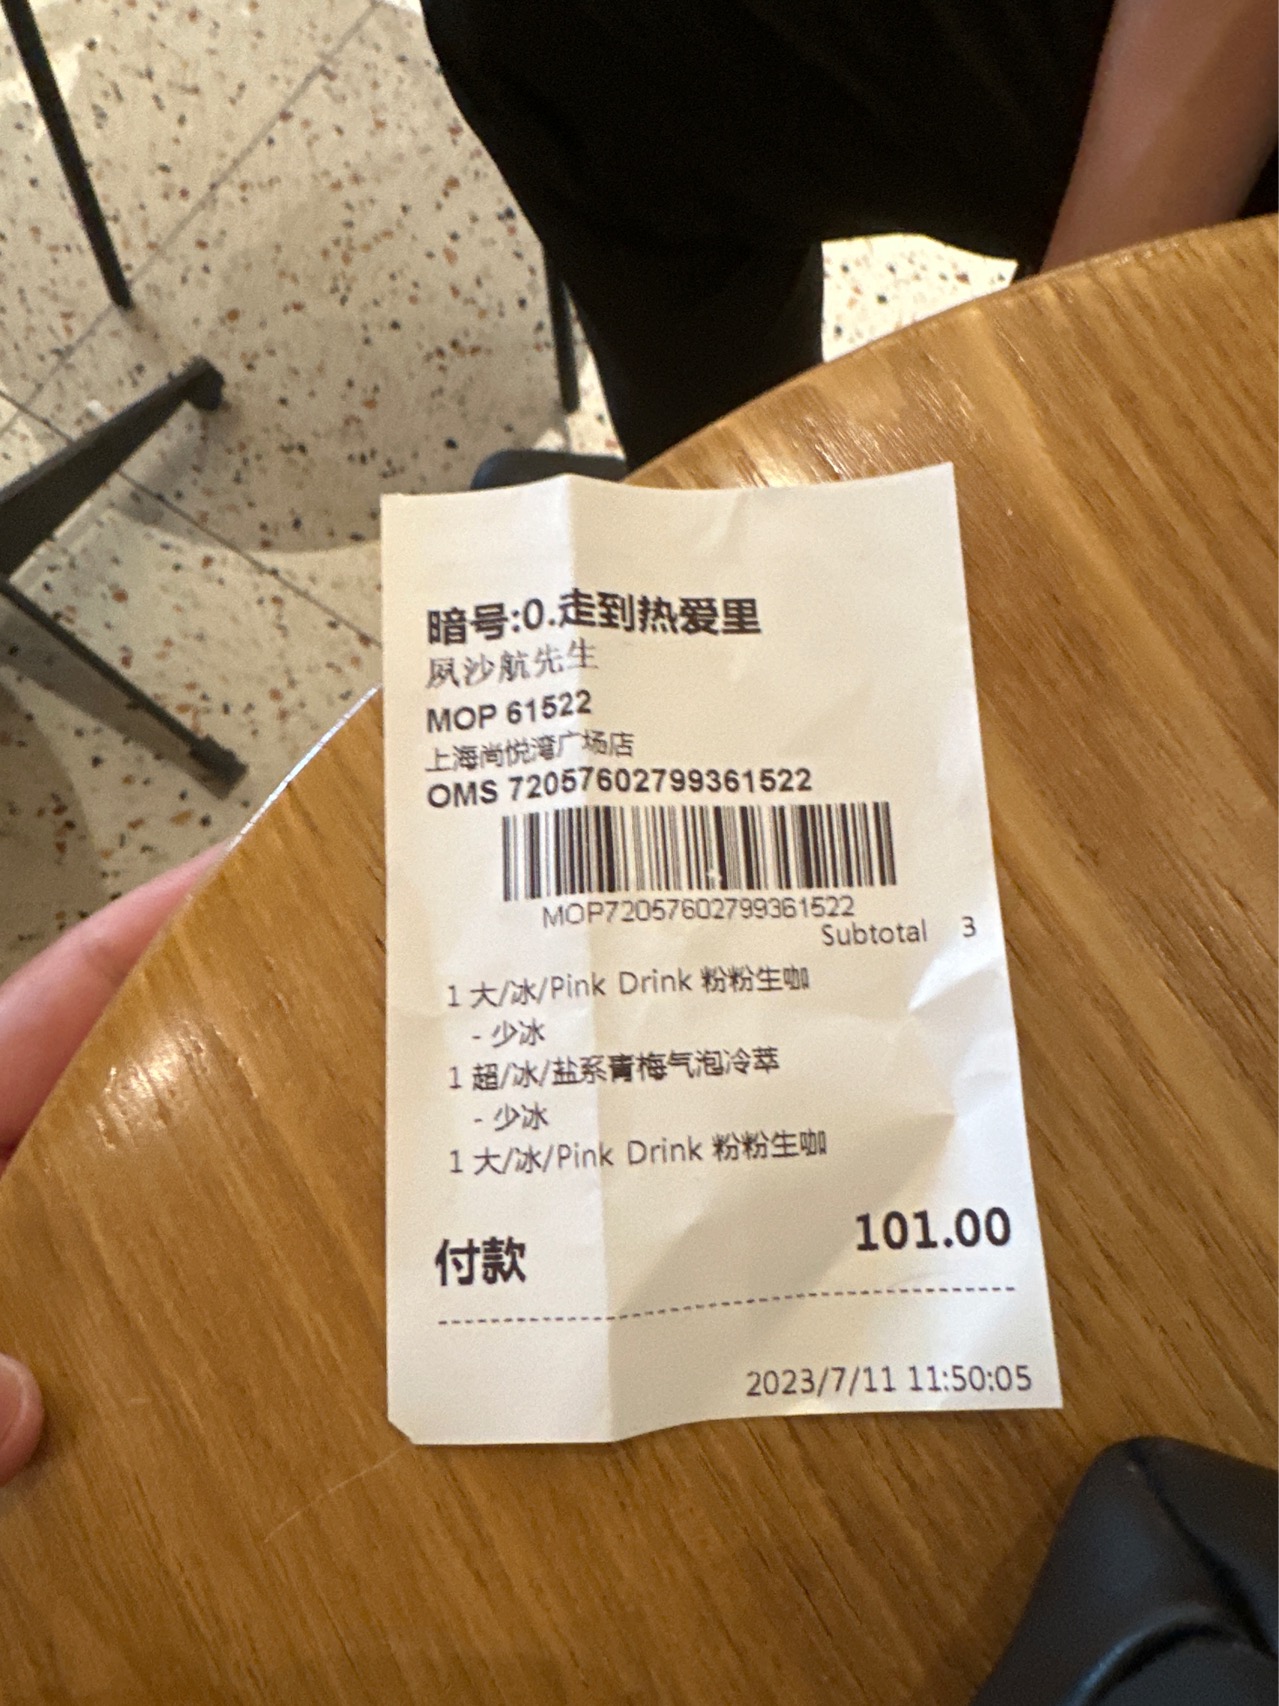 暗号:0.走到热爱里
夙沙航先生
MOP 61522
上海尚悦湾广场店
OMS 72057602799361522
MOP72057602799361522
Subtotal 3
1 大/冰/Pink Drink 粉粉生咖
- 少冰
1 超/冰/盐系青梅气泡冷萃
- 少冰
1 大/冰/Pink Drink 粉粉生咖
付款 101.00
2023/7/11 11:50:05